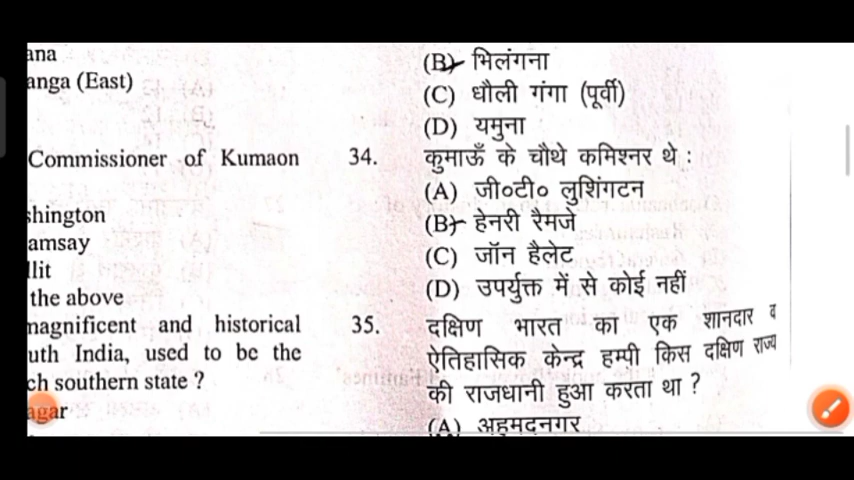 ana
anga (East)
Commissioner of Kumaon
shington
amsay
llit
the above
magnificent and historical
uth India, used to be the
ch southern state ?
agar
(B) भिलंगना
(C) धौली गंगा (पूर्वी)
(D) यमुना
34. कुमाऊँ के चौथे कमिश्नर थे :
(A) जी०टी० लुशिंगटन
(B) हेनरी रैमजे
(C) जॉन हैलेट
(D) उपर्युक्त में से कोई नहीं
35. दक्षिण भारत का एक शानदार व
ऐतिहासिक केन्द्र हम्पी किस दक्षिण राज्य
की राजधानी हुआ करता था ?
(A) अहमदनगर